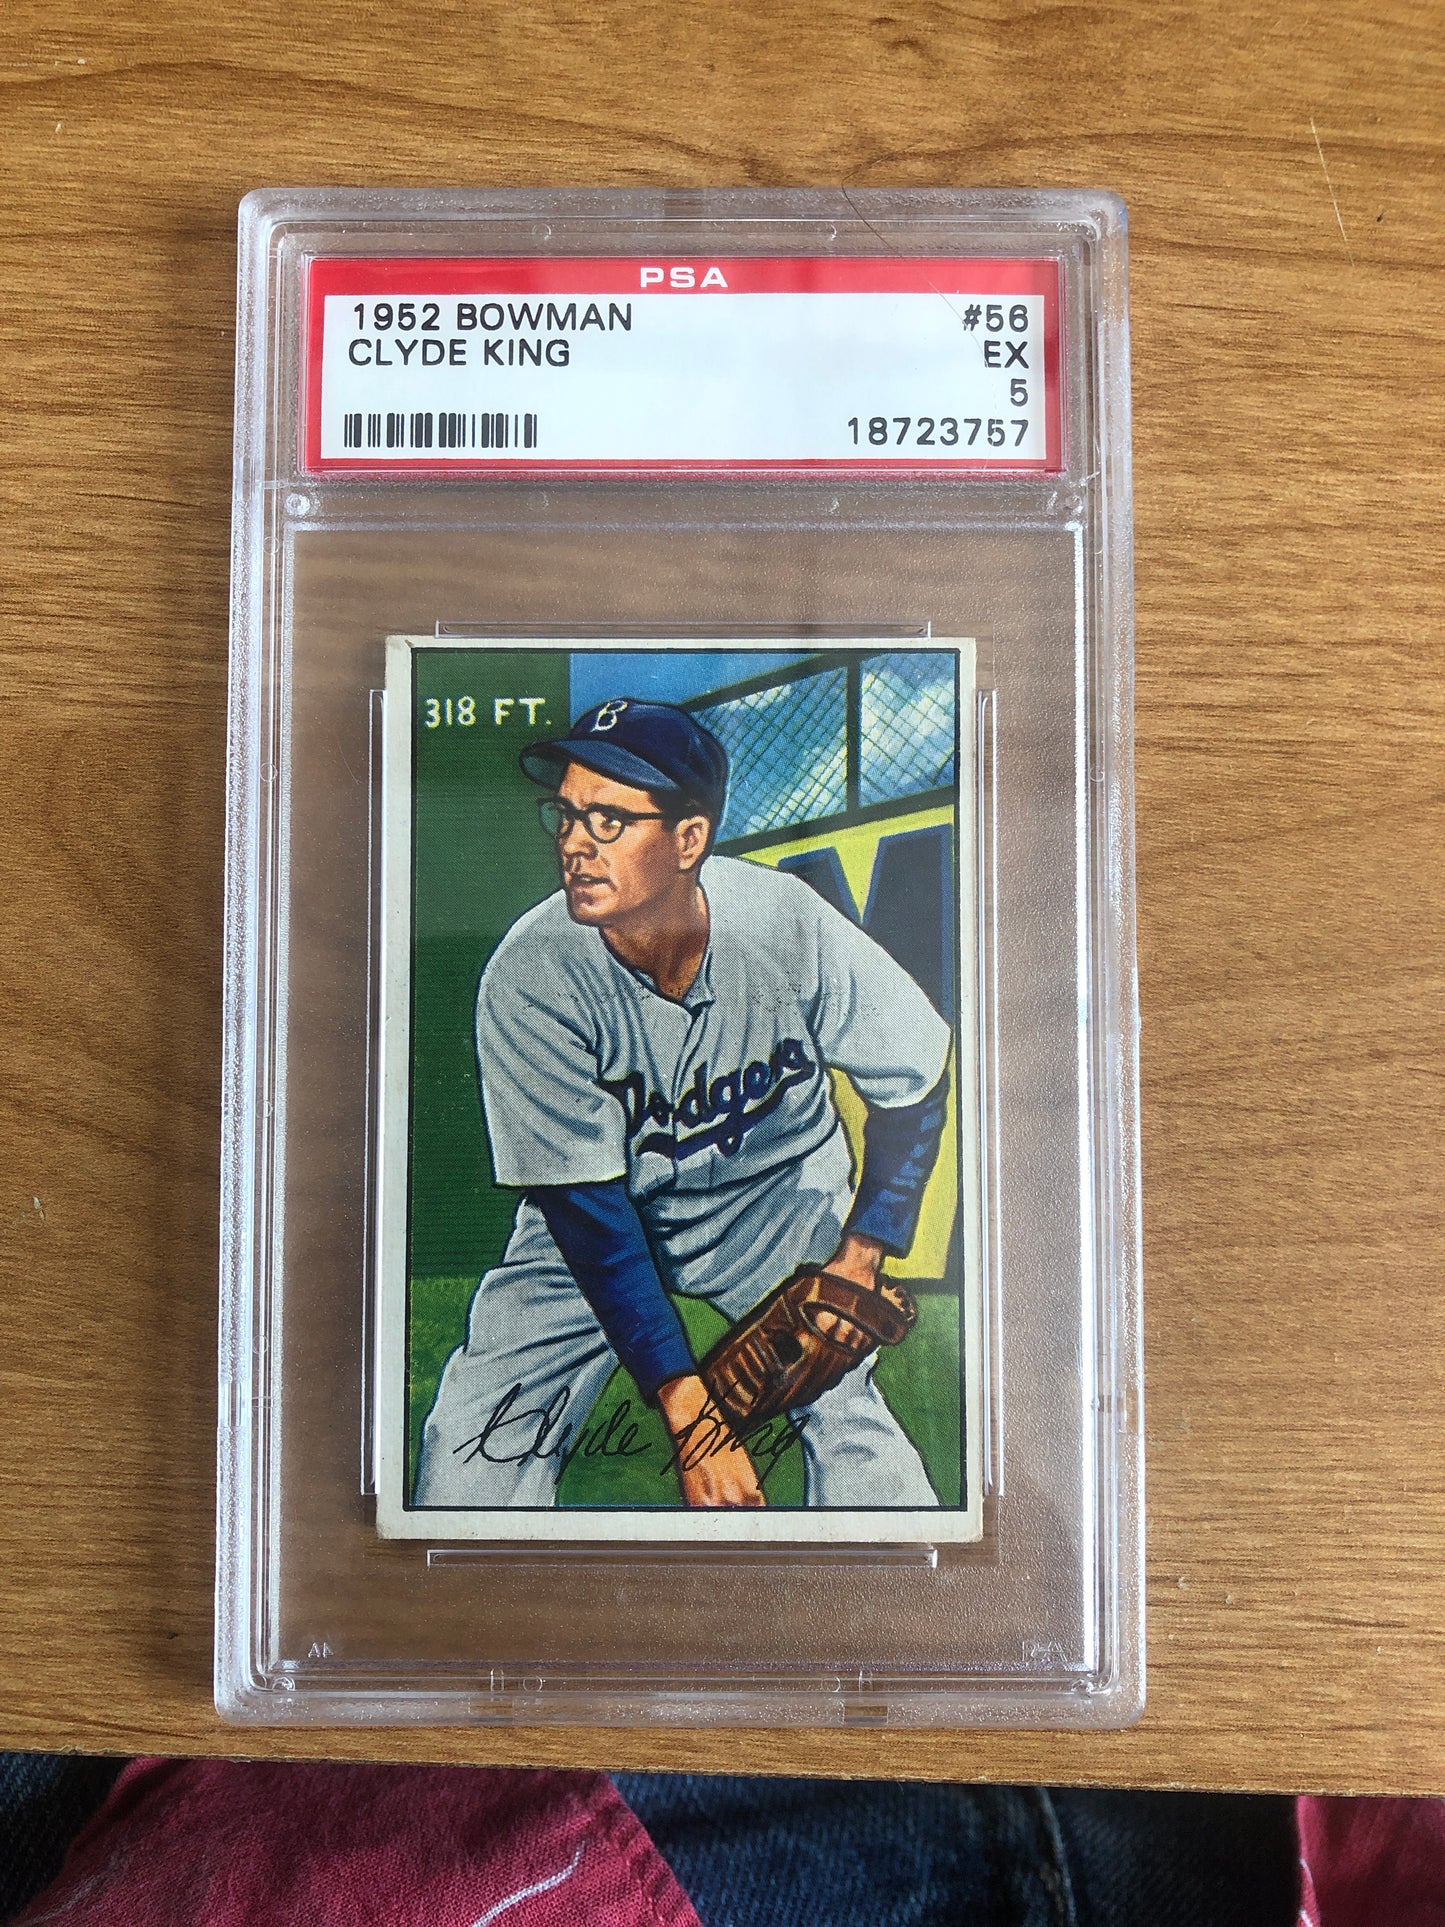 PSA
1952 BOWMAN #56
CLYDE KING EX
5
18723757
318 FT.
B
Dodgers
Clyde King